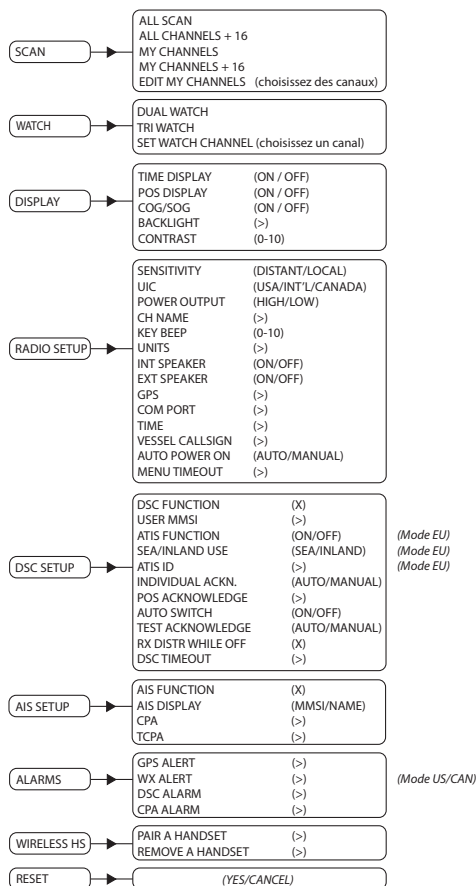 SCAN
ALL SCAN
ALL CHANNELS + 16
MY CHANNELS
MY CHANNELS + 16
EDIT MY CHANNELS (choisissez des canaux)
WATCH
DUAL WATCH
TRI WATCH
SET WATCH CHANNEL (choisissez un canal)
DISPLAY
TIME DISPLAY (ON / OFF)
POS DISPLAY (ON / OFF)
COG/SOG (ON / OFF)
BACKLIGHT (>)
CONTRAST (0-10)
RADIO SETUP
SENSITIVITY (DISTANT/LOCAL)
UIC (USA/INT'L/CANADA)
POWER OUTPUT (HIGH/LOW)
CH NAME (>)
KEY BEEP (0-10)
UNITS (>)
INT SPEAKER (ON/OFF)
EXT SPEAKER (ON/OFF)
GPS (>)
COM PORT (>)
TIME (>)
VESSEL CALLSIGN (>)
AUTO POWER ON (AUTO/MANUAL)
MENU TIMEOUT (>)
DSC SETUP
DSC FUNCTION (X)
USER MMSI (>)
ATIS FUNCTION (ON/OFF) (Mode EU)
SEA/INLAND USE (SEA/INLAND) (Mode EU)
ATIS ID (>) (Mode EU)
INDIVIDUAL ACKN. (AUTO/MANUAL)
POS ACKNOWLEDGE (>)
AUTO SWITCH (ON/OFF)
TEST ACKNOWLEDGE (AUTO/MANUAL)
RX DISTR WHILE OFF (X)
DSC TIMEOUT (>)
AIS SETUP
AIS FUNCTION (X)
AIS DISPLAY (MMSI/NAME)
CPA (>)
TCPA (>)
ALARMS
GPS ALERT (>)
WX ALERT (>) (Mode US/CAN)
DSC ALARM (>)
CPA ALARM (>)
WIRELESS HS
PAIR A HANDSET (>)
REMOVE A HANDSET (>)
RESET
(YES/CANCEL)